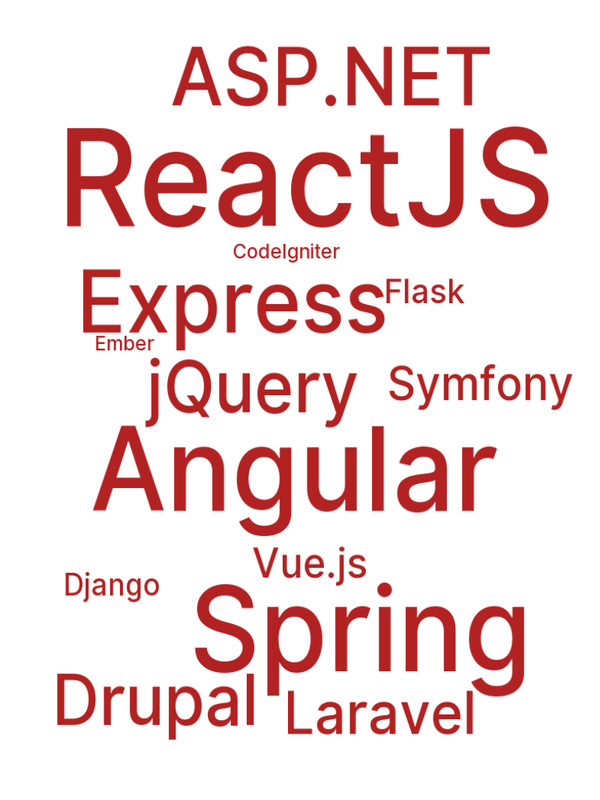 ASP.NET
ReactJS
CodeIgniter
Express
Flask
Ember
jQuery
Symfony
Angular
Vue.js
Django
Spring
Drupal
Laravel